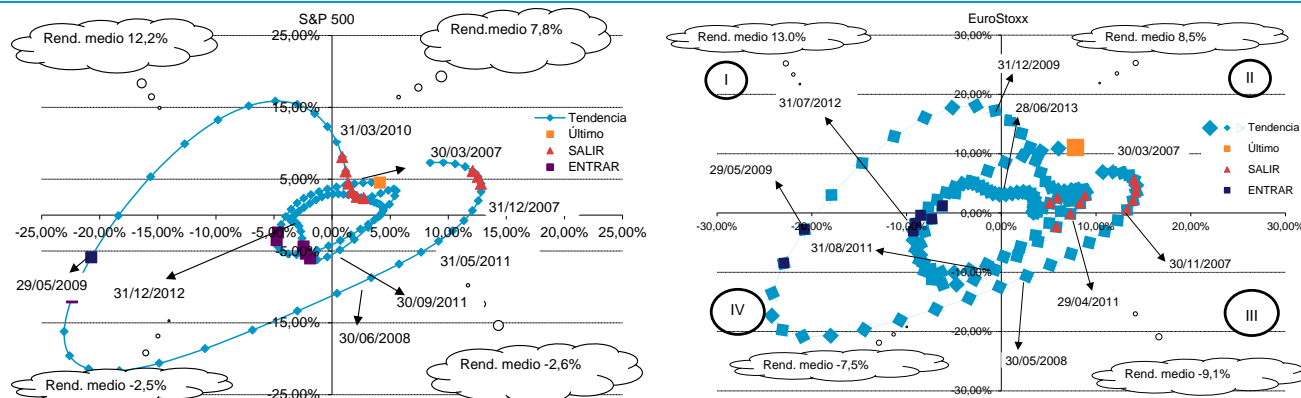 S&P 500
Rend. medio 12,2%
Rend.medio 7,8%
25,00%
15,00%
5,00%
-5,00%
-15,00%
-25,00%
-25,00% -20,00% -15,00% -10,00% -5,00% 0,00% 5,00% 10,00% 15,00% 20,00% 25,00%
31/03/2010
30/03/2007
31/12/2007
31/05/2011
30/09/2011
30/06/2008
29/05/2009
31/12/2012
Tendencia
Último
SALIR
ENTRAR
Rend. medio -2,5%
Rend. medio -2,6%
EuroStoxx
Rend. medio 13.0%
Rend. medio 8,5%
I
II
III
IV
30,00%
20,00%
10,00%
0,00%
-10,00%
-20,00%
-30,00%
-30,00% -20,00% -10,00% 0,00% 10,00% 20,00% 30,00%
31/12/2009
31/07/2012
28/06/2013
29/05/2009
30/03/2007
31/08/2011
30/11/2007
29/04/2011
30/05/2008
Tendencia
Último
SALIR
ENTRAR
Rend. medio -7,5%
Rend. medio -9,1%